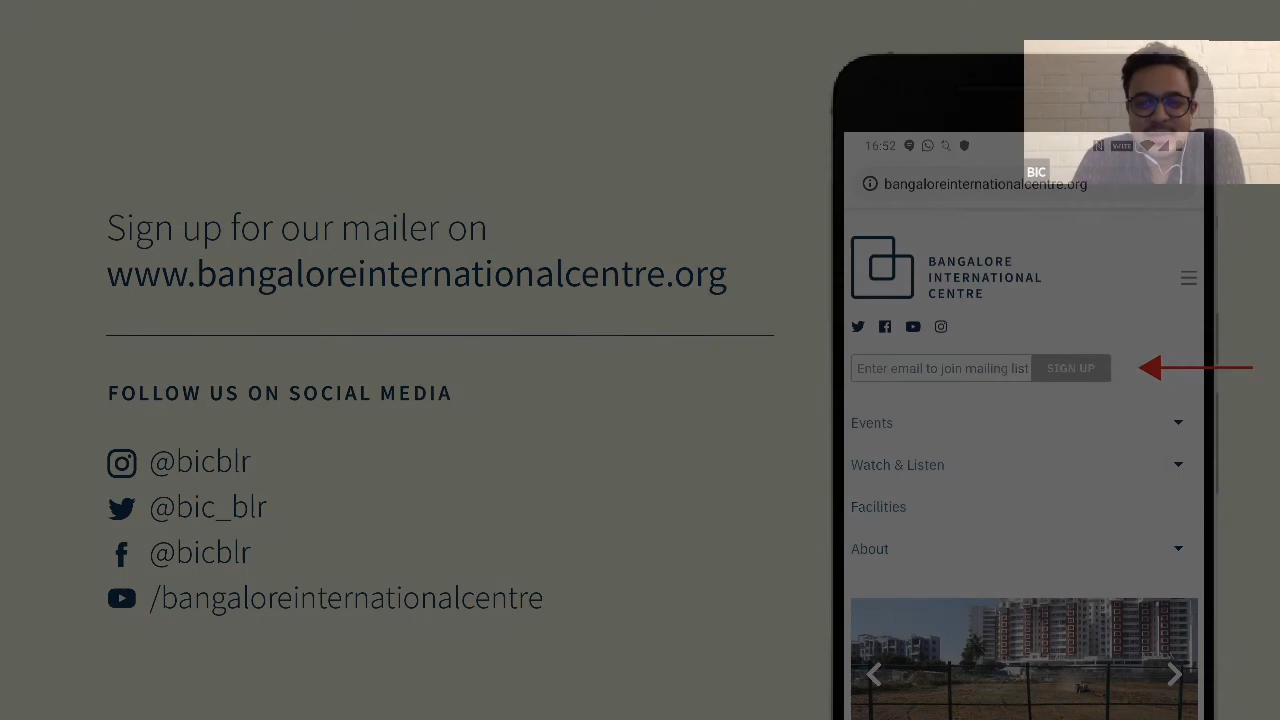 Sign up for our mailer on
www.bangaloreinternationalcentre.org
FOLLOW US ON SOCIAL MEDIA
@bicblr
@bic_blr
@bicblr
/bangaloreinternationalcentre
BIC
16:52
bangaloreinternationalcentre.org
BANGALORE
INTERNATIONAL
CENTRE
Enter email to join mailing list SIGN UP
Events
Watch & Listen
Facilities
About